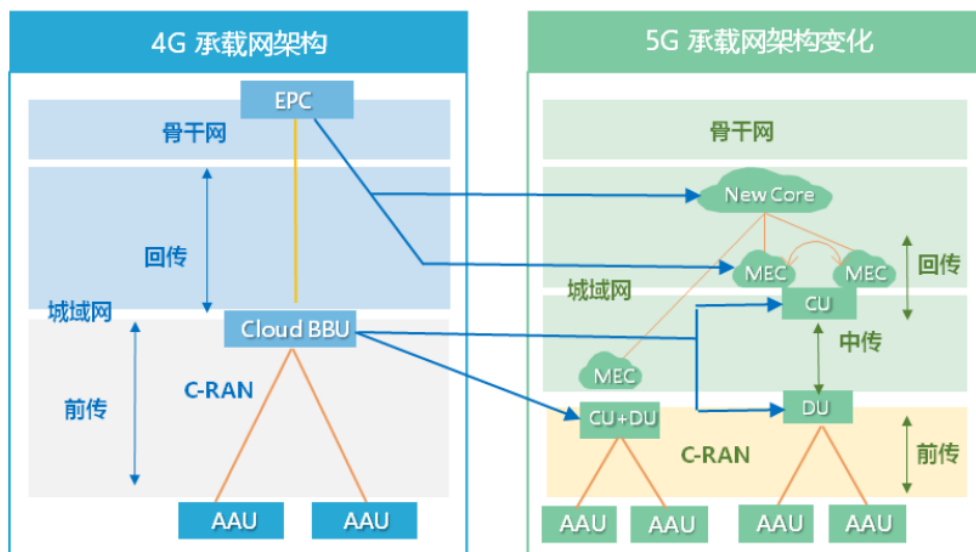 4G 承载网架构
EPC
骨干网
回传
城域网
Cloud BBU
C-RAN
前传
AAU
AAU
5G 承载网架构变化
骨干网
New Core
MEC
MEC
回传
城域网
CU
中传
MEC
CU+DU
DU
C-RAN
前传
AAU
AAU
AAU
AAU